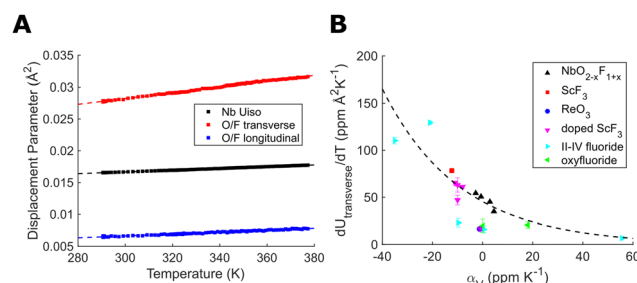 A
Displacement Parameter (Å²)
0.035
0.03
0.025
0.02
0.015
0.01
0.005
Nb Uiso
O/F transverse
O/F longitudinal
280 300 320 340 360 380
Temperature (K)
B
dU_transverse/dT (ppm Å²K⁻¹)
200
150
100
50
0
NbO₂₋ₓF₁₊ₓ
ScF₃
ReO₃
doped ScF₃
II-IV fluoride
oxyfluoride
-40 -20 0 20 40 60
(ppm K⁻¹)